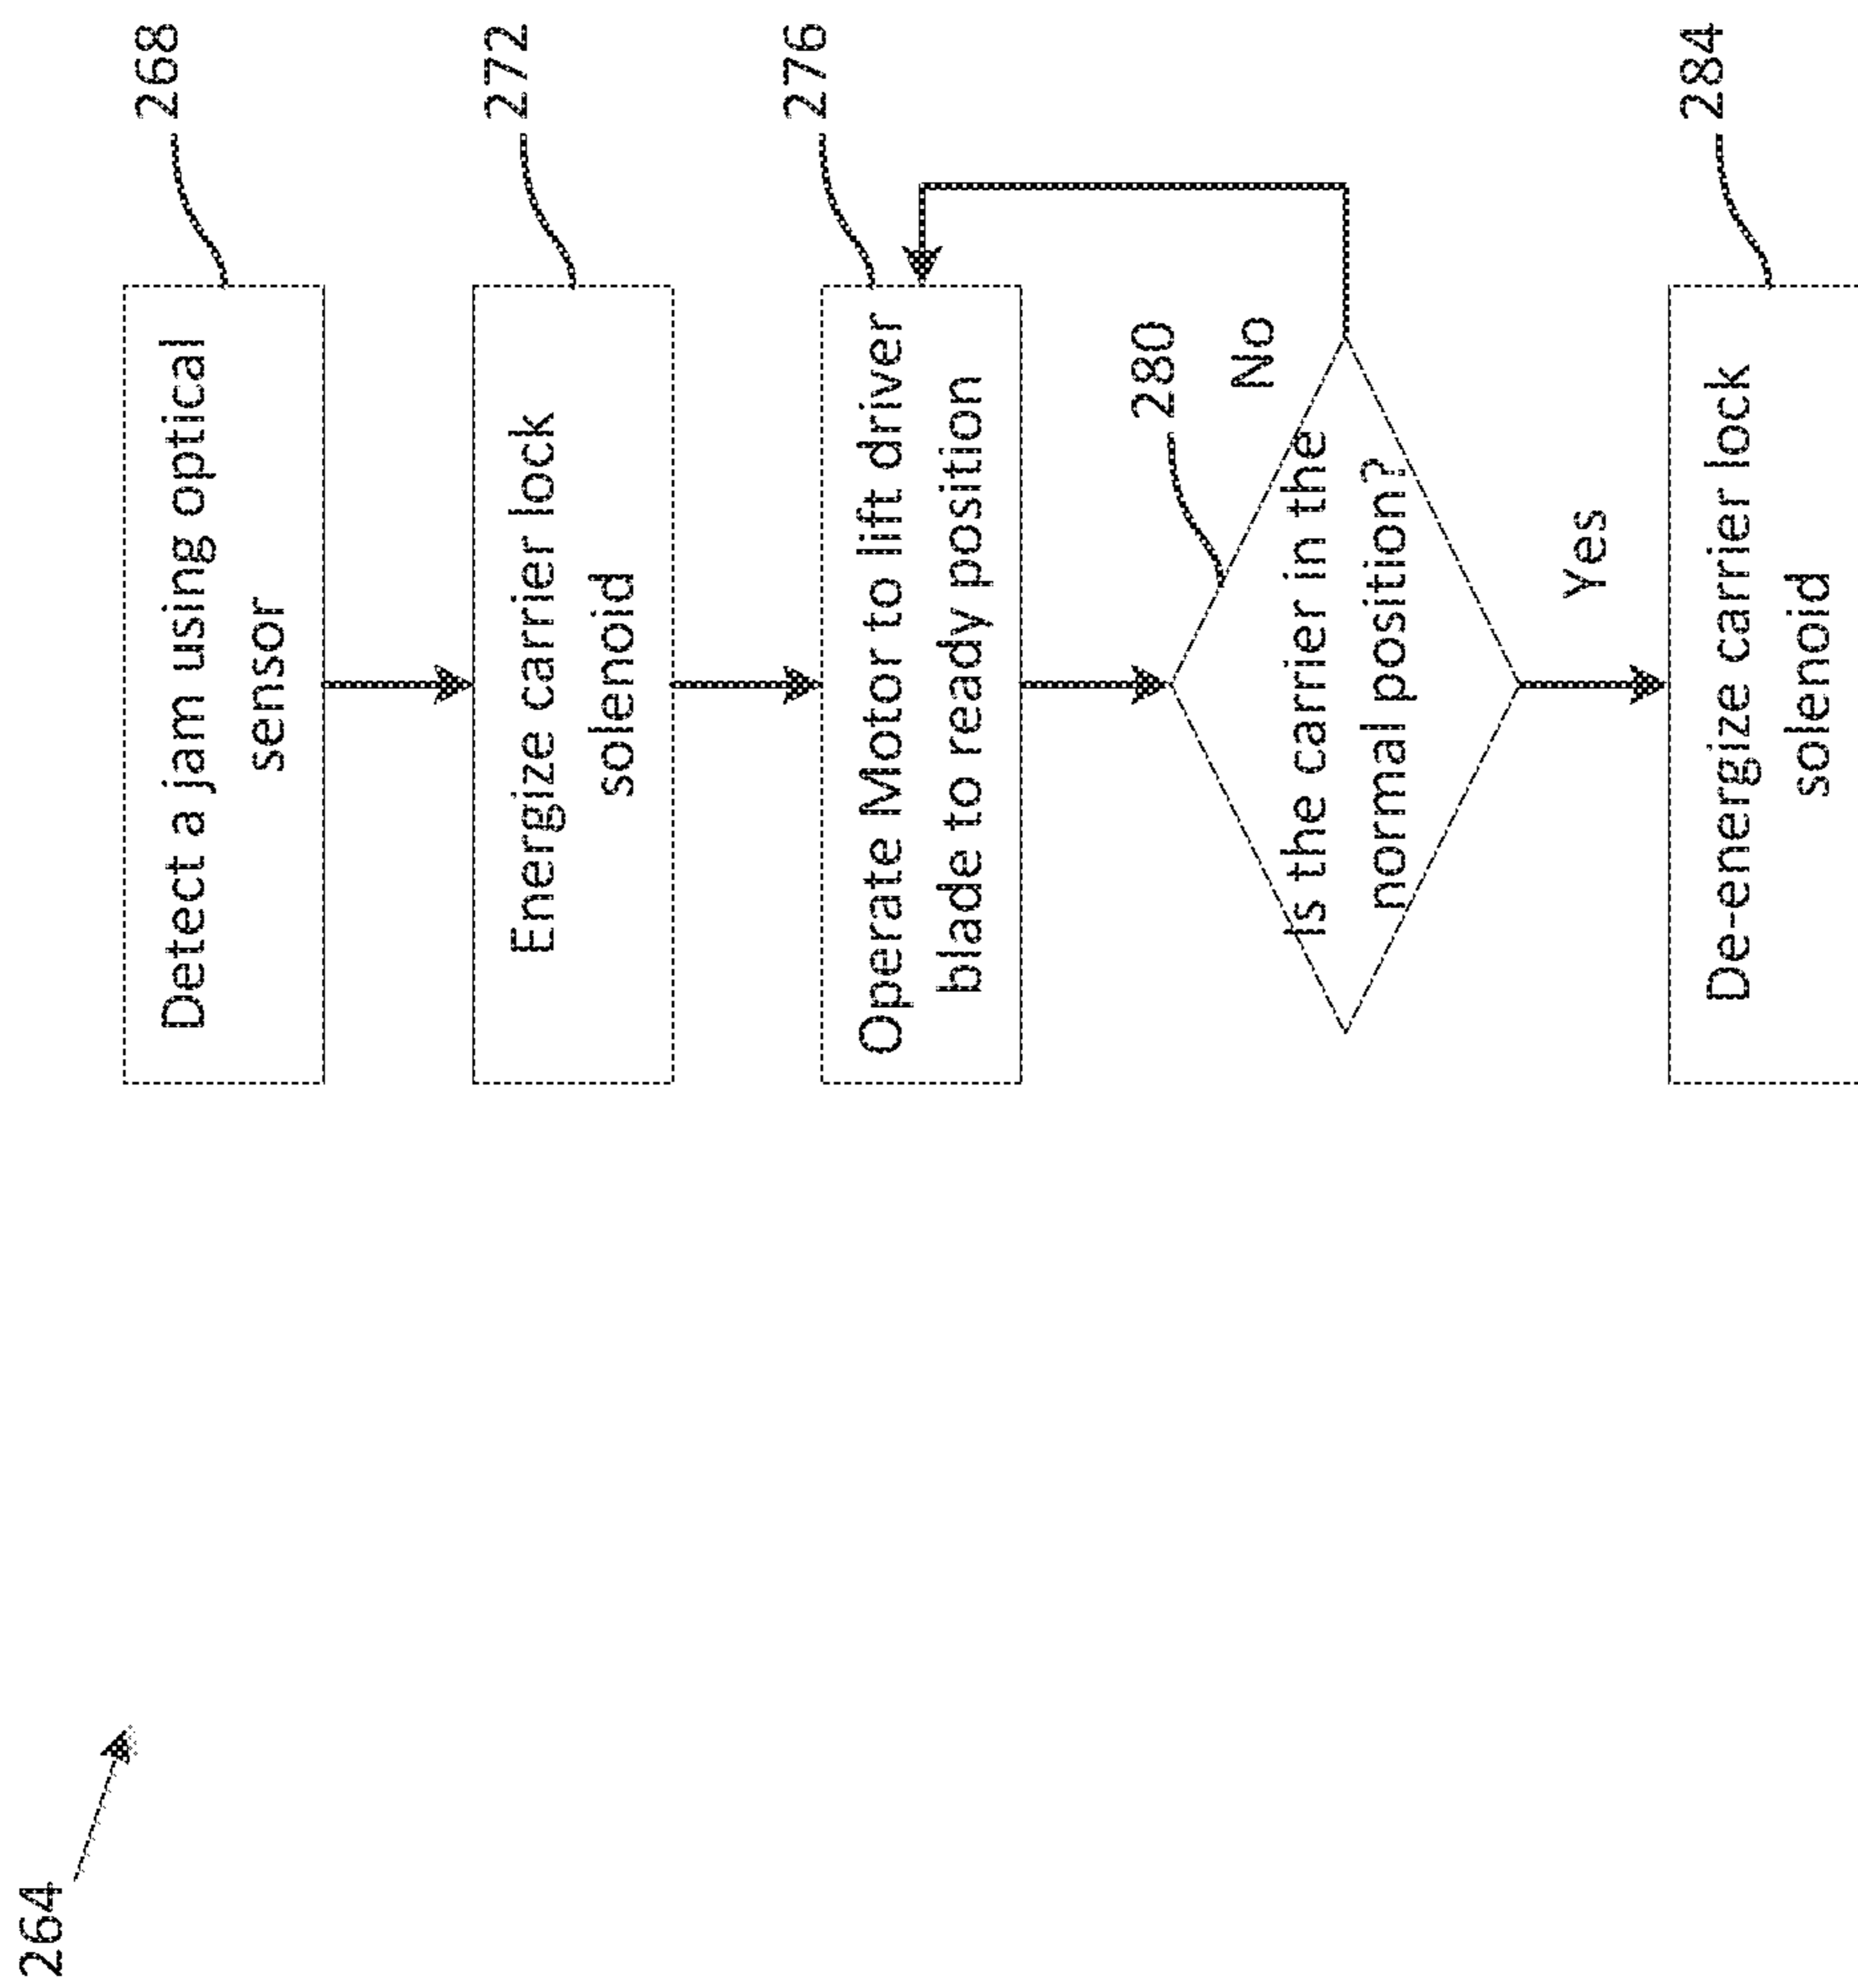 264
268
Detect a jam using optical
sensor
272
Energize carrier lock
solenoid
276
Operate Motor to lift driver
blade to ready position
280
No
Is the carrier in the
normal position?
Yes
284
De-energize carrier lock
solenoid